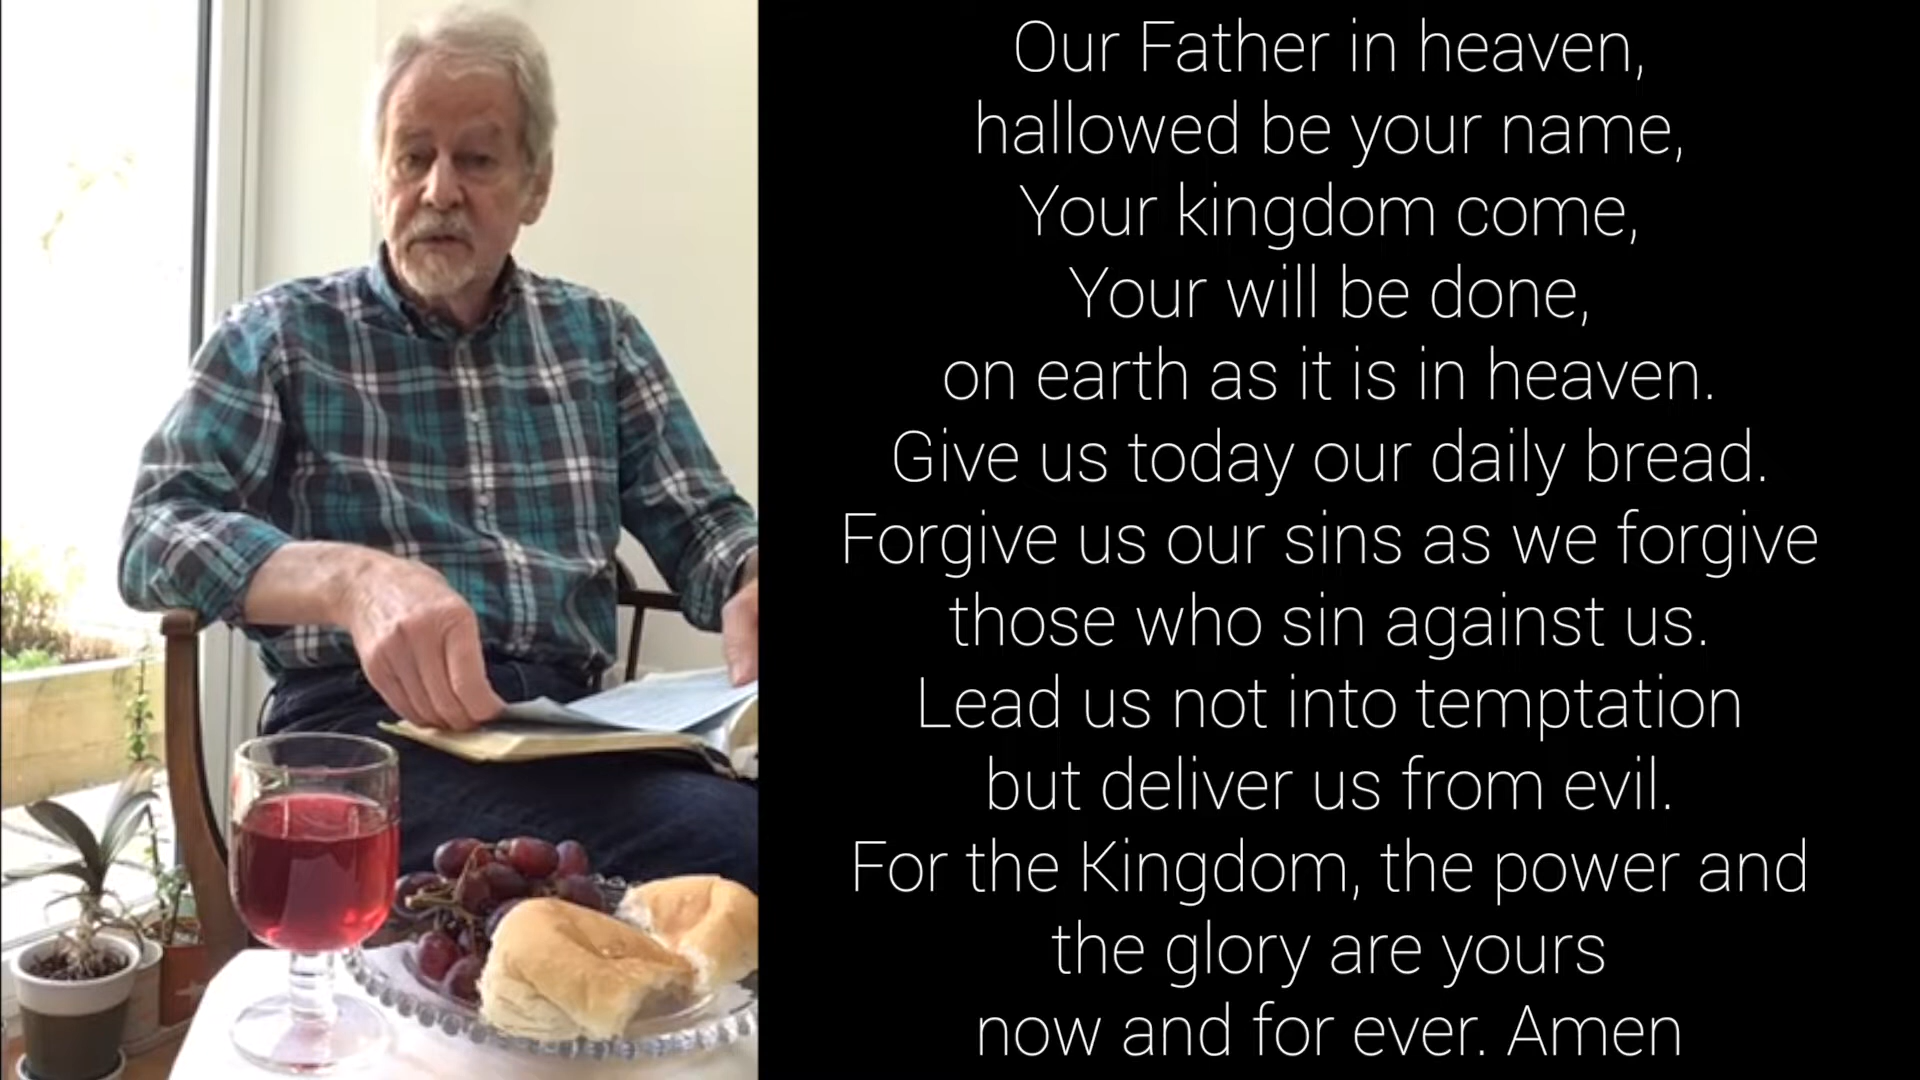 Our Father in heaven,
hallowed be your name,
Your kingdom come,
Your will be done,
on earth as it is in heaven.
Give us today our daily bread.
Forgive us our sins as we forgive
those who sin against us.
Lead us not into temptation
but deliver us from evil.
For the Kingdom, the power and
the glory are yours
now and for ever. Amen